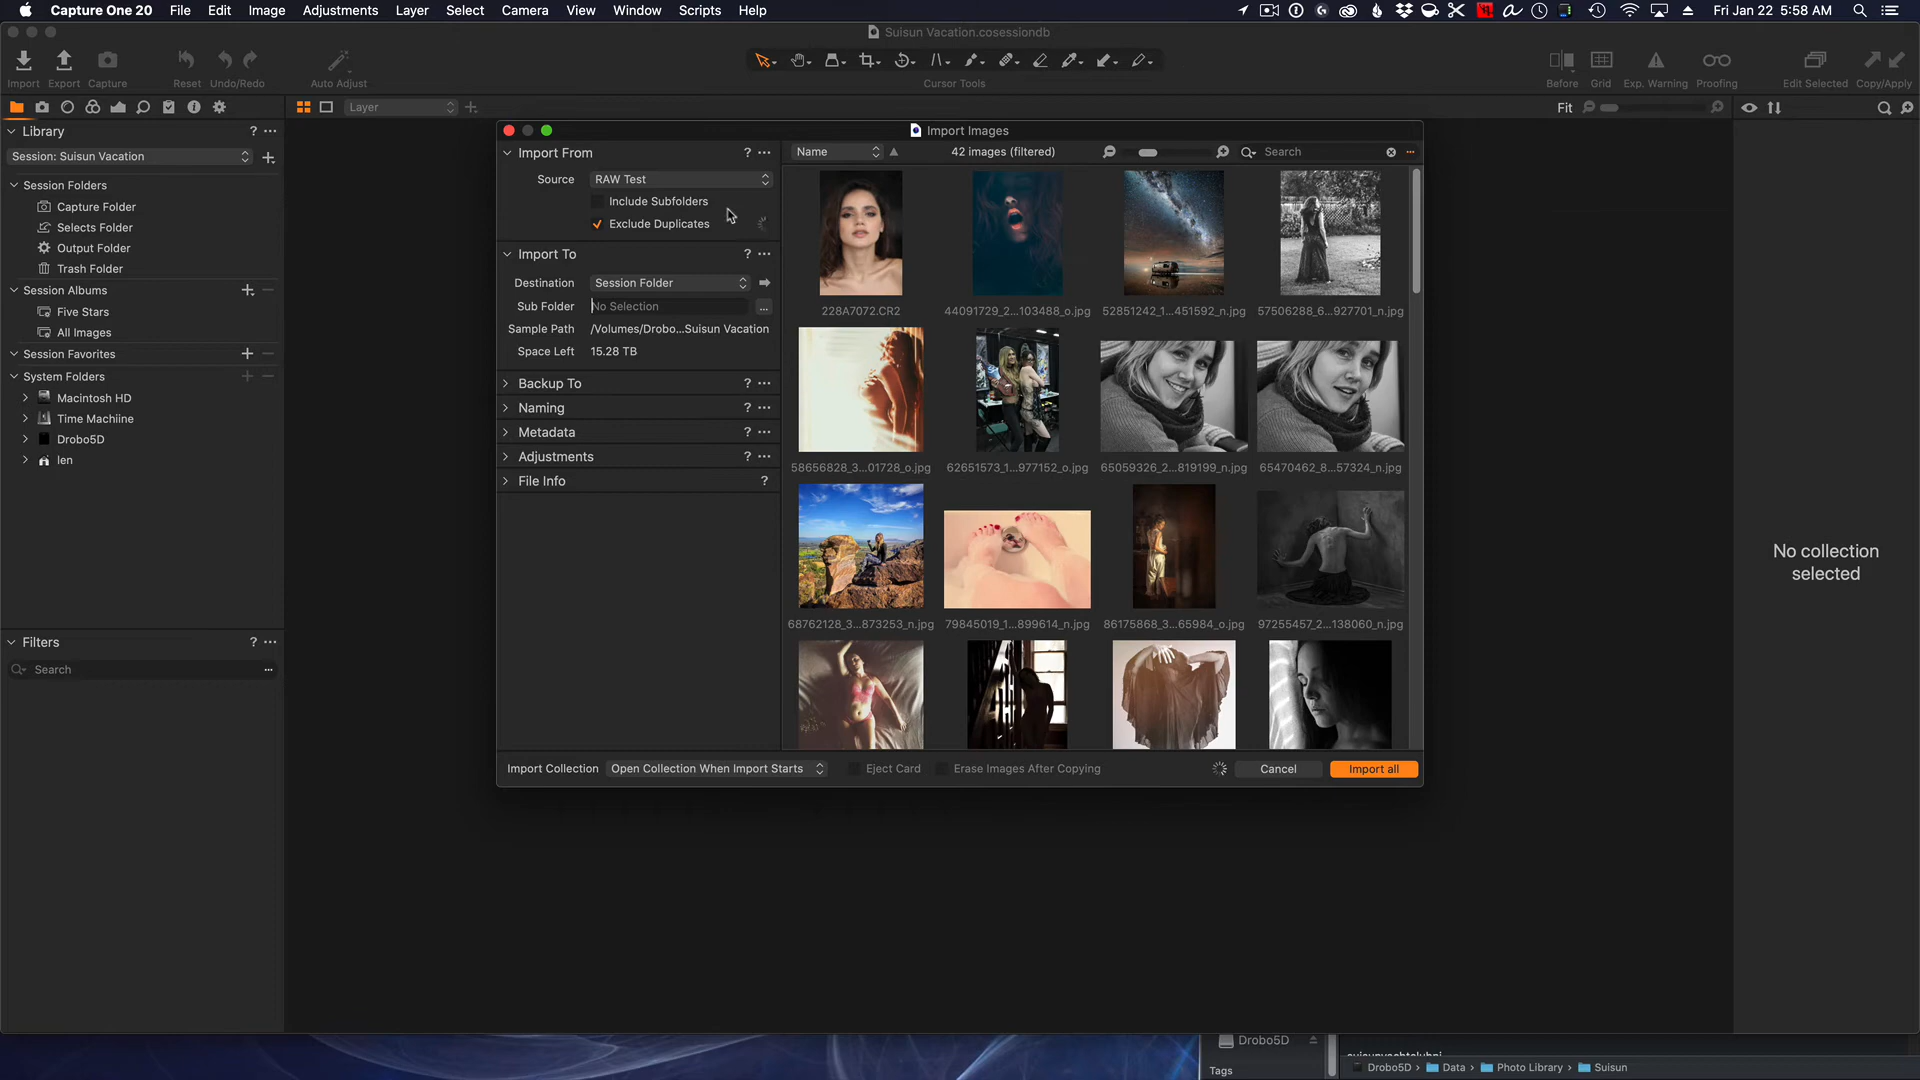 Capture One 20 File Edit Image Adjustments Layer Select Camera View Window Scripts Help
Fri Jan 22 5:58 AM
Suisun Vacation.cosessiondb
Import Export Capture Reset Undo/Redo Auto Adjust
Cursor Tools
Before Grid Exp. Warning Proofing Edit Selected Copy/Apply
Layer
Fit
Library
Session: Suisun Vacation
Session Folders
Capture Folder
Selects Folder
Output Folder
Trash Folder
Session Albums
Five Stars
All Images
Session Favorites
System Folders
Macintosh HD
Time Machiine
Drobo5D
len
Filters
Search
Import Images
Import From
Source RAW Test
Include Subfolders
Exclude Duplicates
Import To
Destination Session Folder
Sub Folder No Selection
Sample Path /Volumes/Drobo...Suisun Vacation
Space Left 15.28 TB
Backup To
Naming
Metadata
Adjustments
File Info
Name
42 images (filtered)
Search
228A7072.CR2
44091729_2...103488_o.jpg
52851242_1...451592_n.jpg
57506288_6...927701_n.jpg
58656828_3...01728_o.jpg
62651573_1...977152_o.jpg
65059326_2...819199_n.jpg
65470462_8...57324_n.jpg
68762128_3...873253_n.jpg
79845019_1...899614_n.jpg
86175868_3...65984_o.jpg
97255457_2...138060_n.jpg
Import Collection Open Collection When Import Starts
Eject Card
Erase Images After Copying
Cancel
Import all
No collection
selected
Drobo5D
Tags
Drobo5D › Data › Photo Library › Suisun